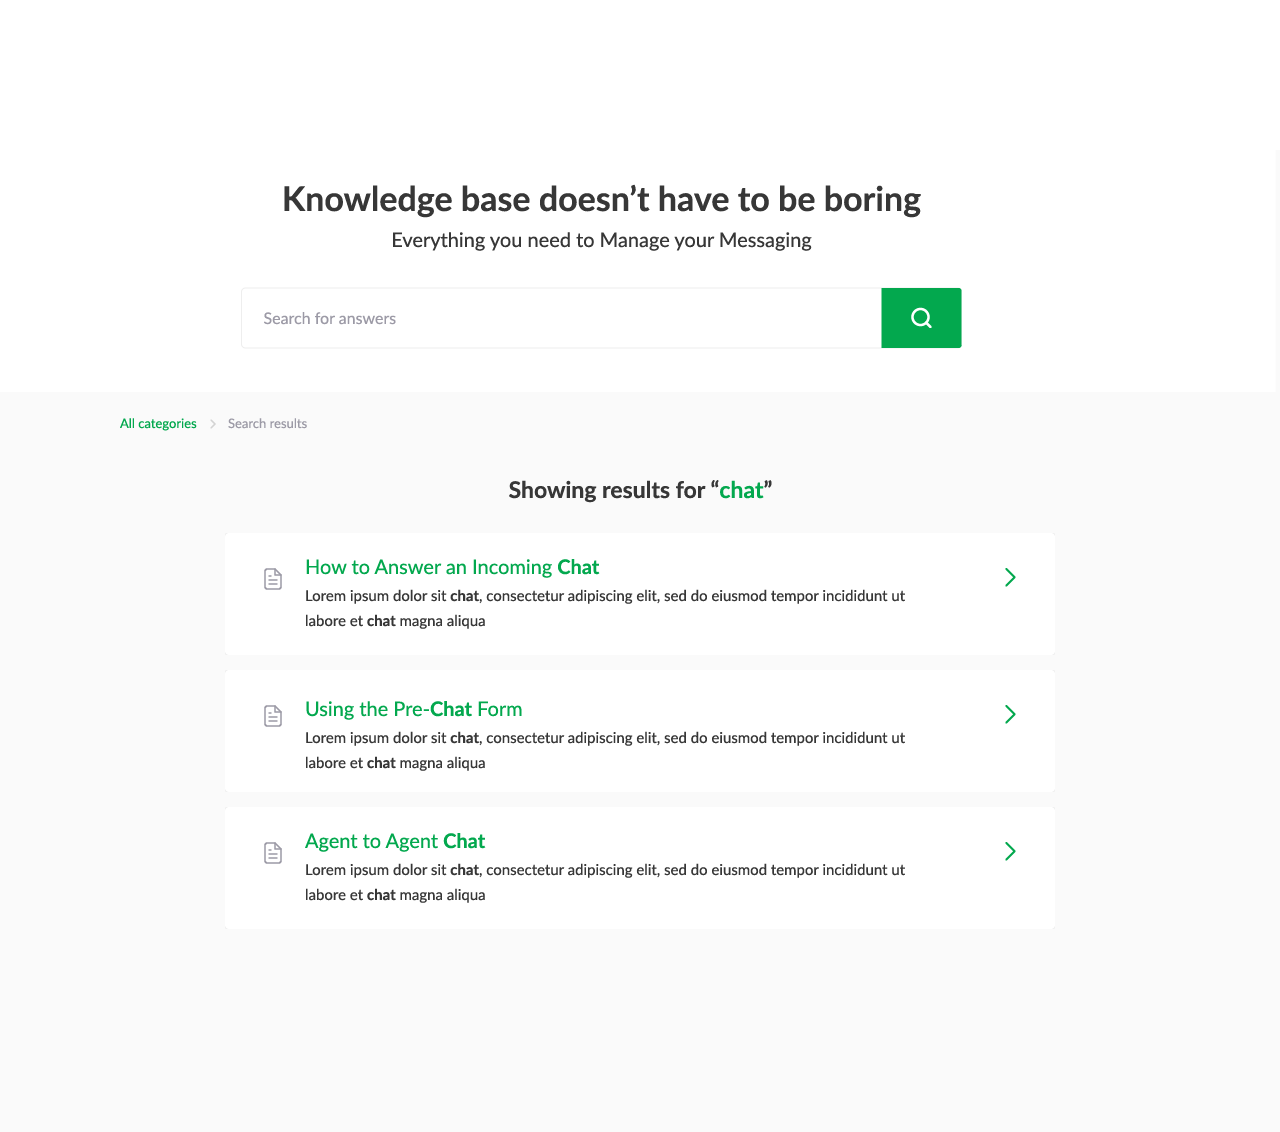 Knowledge base doesn’t have to be boring
Everything you need to Manage your Messaging
Search for answers
All categories
Search results
Showing results for “chat”
How to Answer an Incoming Chat
Lorem ipsum dolor sit chat, consectetur adipiscing elit, sed do eiusmod tempor incididunt ut
labore et chat magna aliqua
Using the Pre-Chat Form
Lorem ipsum dolor sit chat, consectetur adipiscing elit, sed do eiusmod tempor incididunt ut
labore et chat magna aliqua
Agent to Agent Chat
Lorem ipsum dolor sit chat, consectetur adipiscing elit, sed do eiusmod tempor incididunt ut
labore et chat magna aliqua